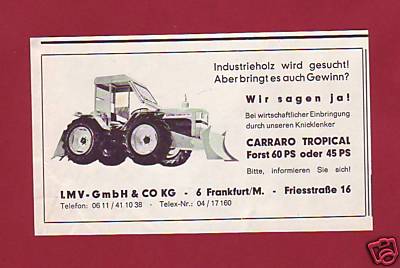 Industrieholz wird gesucht!
Aber bringt es auch Gewinn?
Wir sagen ja!
Bei wirtschaftlicher Einbringung
durch unseren Knicklenker
CARRARO TROPICAL
Forst 60 PS oder 45 PS
Bitte, informieren Sie sich!
LMV-GmbH & CO KG - 6 Frankfurt/M. - Friesstraße 16
Telefon: 06 11 / 41 10 38 - Telex-Nr.: 04 / 17 160